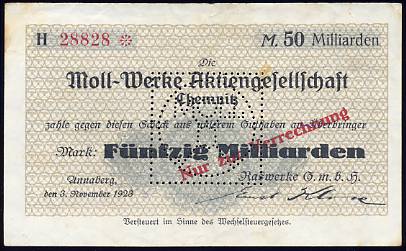 H 28828 * M. 50 Milliarden
Die
Moll-Werke Aktiengesellschaft
Chemnitz
zahle gegen diesen Scheck aus unserem Guthaben an Überbringer
Mark: Fünfzig Milliarden
Nur zur Verrechnung
Annaberg, Raswerke G.m.b.H.
den 3. November 1923
Versteuert im Sinne des Wechselsteuergesetzes.